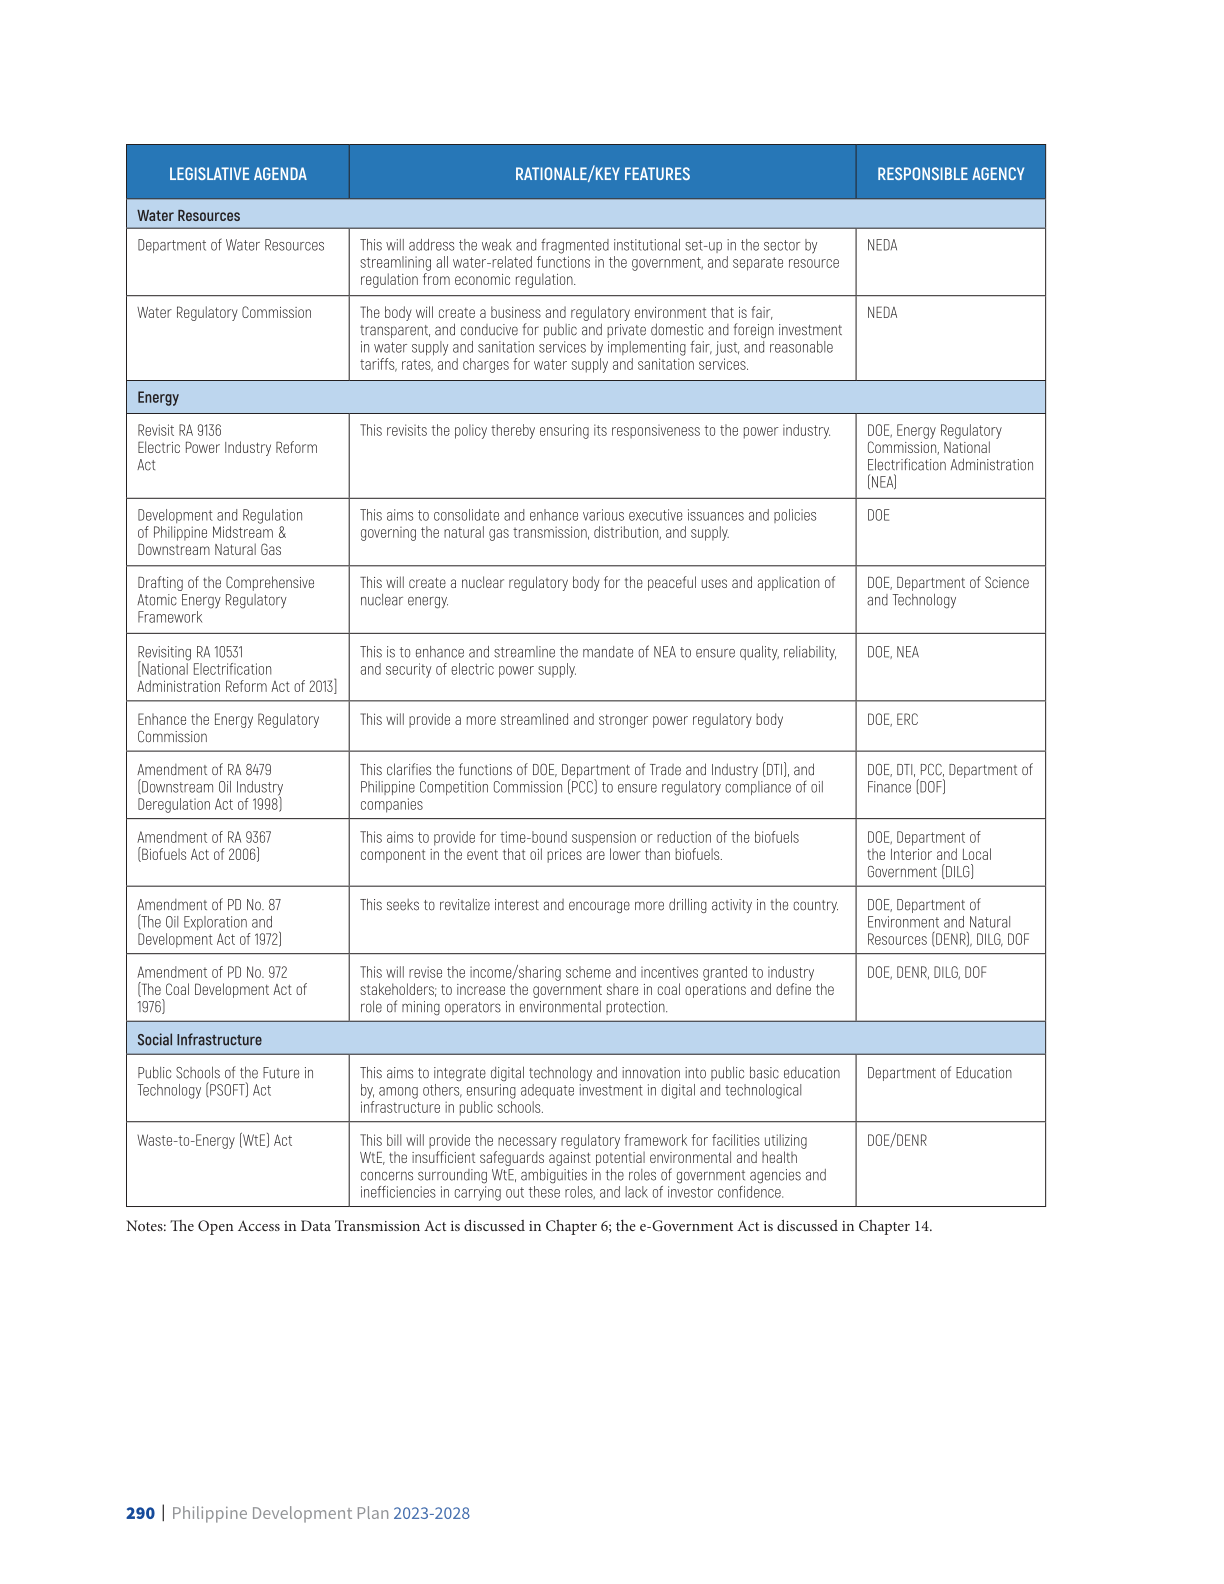 LEGISLATIVE AGENDA
RATIONALE/KEY FEATURES
RESPONSIBLE AGENCY
Water Resources
Department of Water Resources
This will address the weak and fragmented institutional set-up in the sector by
streamlining all water-related functions in the government, and separate resource
regulation from economic regulation.
NEDA
Water Regulatory Commission
The body will create a business and regulatory environment that is fair,
transparent, and conducive for public and private domestic and foreign investment
in water supply and sanitation services by implementing fair, just, and reasonable
tariffs, rates, and charges for water supply and sanitation services.
NEDA
Energy
Revisit RA 9136
Electric Power Industry Reform
Act
This revisits the policy thereby ensuring its responsiveness to the power industry.
DOE, Energy Regulatory
Commission, National
Electrification Administration
(NEA)
Development and Regulation
of Philippine Midstream &
Downstream Natural Gas
This aims to consolidate and enhance various executive issuances and policies
governing the natural gas transmission, distribution, and supply.
DOE
Drafting of the Comprehensive
Atomic Energy Regulatory
Framework
This will create a nuclear regulatory body for the peaceful uses and application of
nuclear energy.
DOE, Department of Science
and Technology
Revisiting RA 10531
[National Electrification
Administration Reform Act of 2013]
This is to enhance and streamline the mandate of NEA to ensure quality, reliability,
and security of electric power supply.
DOE, NEA
Enhance the Energy Regulatory
Commission
This will provide a more streamlined and stronger power regulatory body
DOE, ERC
Amendment of RA 8479
(Downstream Oil Industry
Deregulation Act of 1998)
This clarifies the functions of DOE, Department of Trade and Industry (DTI), and
Philippine Competition Commission (PCC) to ensure regulatory compliance of oil
companies
DOE, DTI, PCC, Department of
Finance (DOF)
Amendment of RA 9367
(Biofuels Act of 2006)
This aims to provide for time-bound suspension or reduction of the biofuels
component in the event that oil prices are lower than biofuels.
DOE, Department of
the Interior and Local
Government (DILG)
Amendment of PD No. 87
(The Oil Exploration and
Development Act of 1972)
This seeks to revitalize interest and encourage more drilling activity in the country.
DOE, Department of
Environment and Natural
Resources (DENR), DILG, DOF
Amendment of PD No. 972
(The Coal Development Act of
1976)
This will revise the income/sharing scheme and incentives granted to industry
stakeholders; to increase the government share in coal operations and define the
role of mining operators in environmental protection.
DOE, DENR, DILG, DOF
Social Infrastructure
Public Schools of the Future in
Technology (PSOFT) Act
This aims to integrate digital technology and innovation into public basic education
by, among others, ensuring adequate investment in digital and technological
infrastructure in public schools.
Department of Education
Waste-to-Energy (WtE) Act
This bill will provide the necessary regulatory framework for facilities utilizing
WtE, the insufficient safeguards against potential environmental and health
concerns surrounding WtE, ambiguities in the roles of government agencies and
inefficiencies in carrying out these roles, and lack of investor confidence.
DOE/DENR
Notes: The Open Access in Data Transmission Act is discussed in Chapter 6; the e-Government Act is discussed in Chapter 14.
290 | Philippine Development Plan 2023-2028